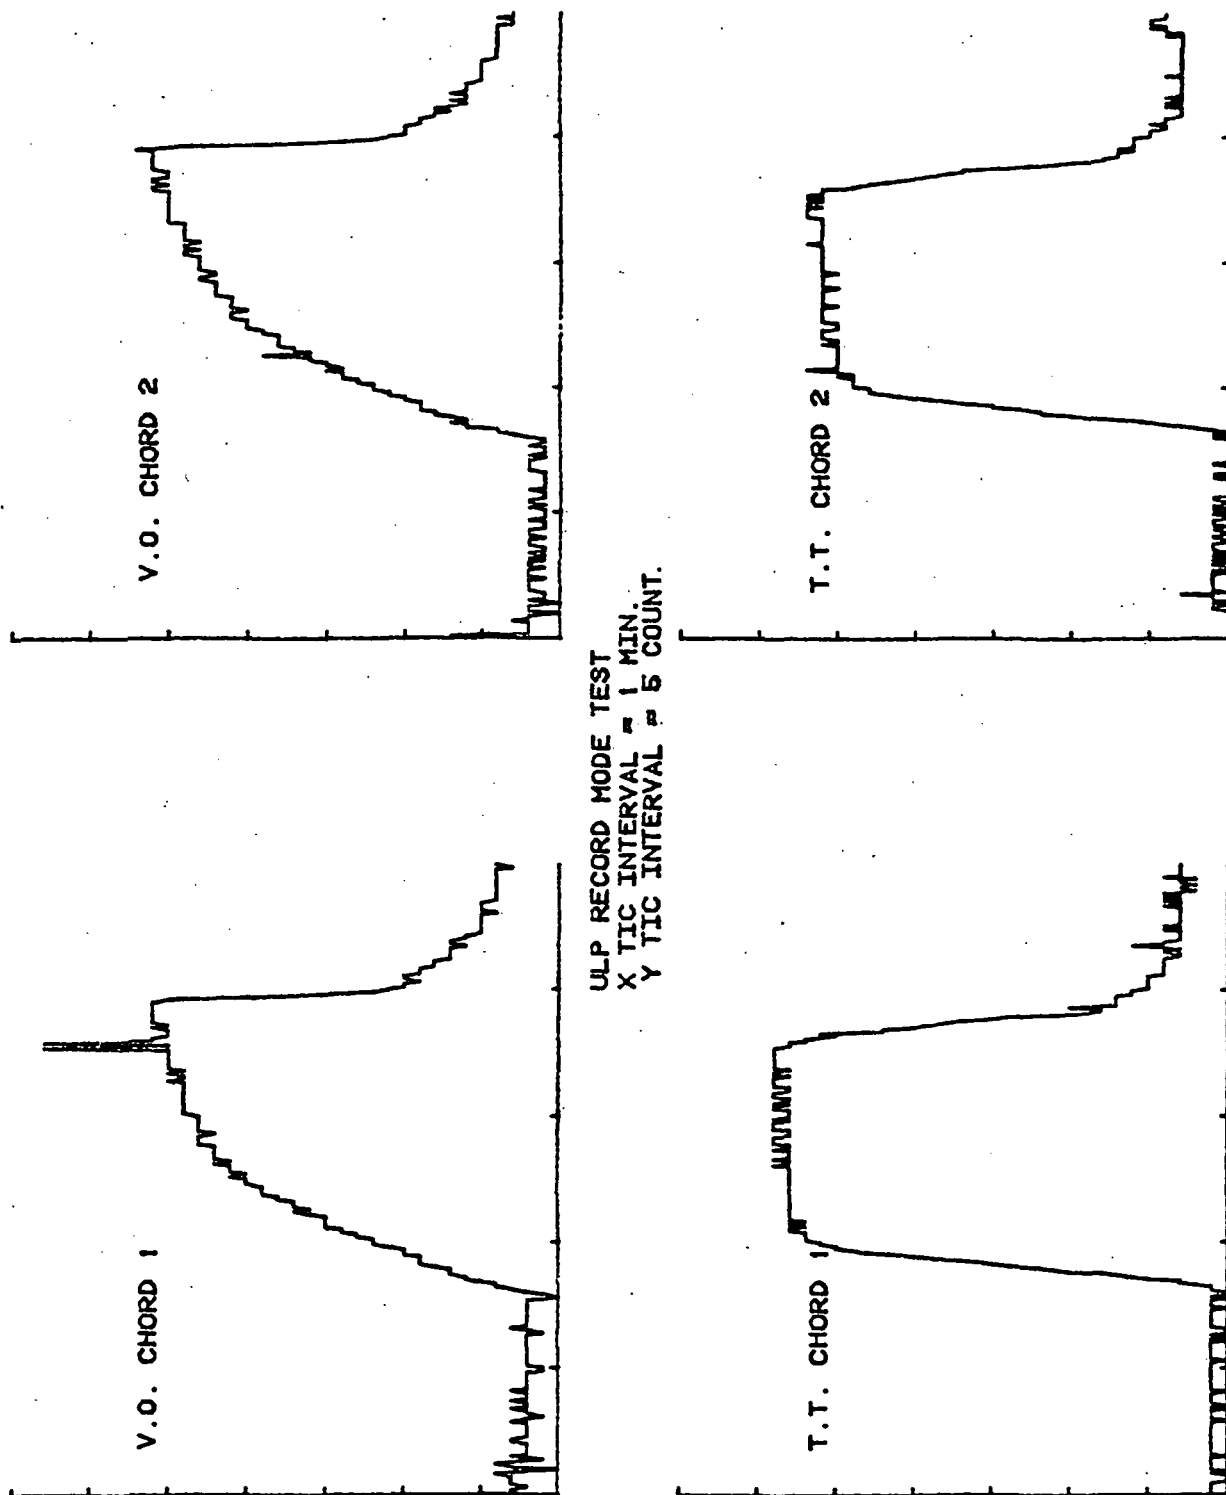 V.O. CHORD 1
V.O. CHORD 2
ULP RECORD MODE TEST
X TIC INTERVAL = 1 MIN.
Y TIC INTERVAL = 5 COUNT.
T.T. CHORD 1
T.T. CHORD 2